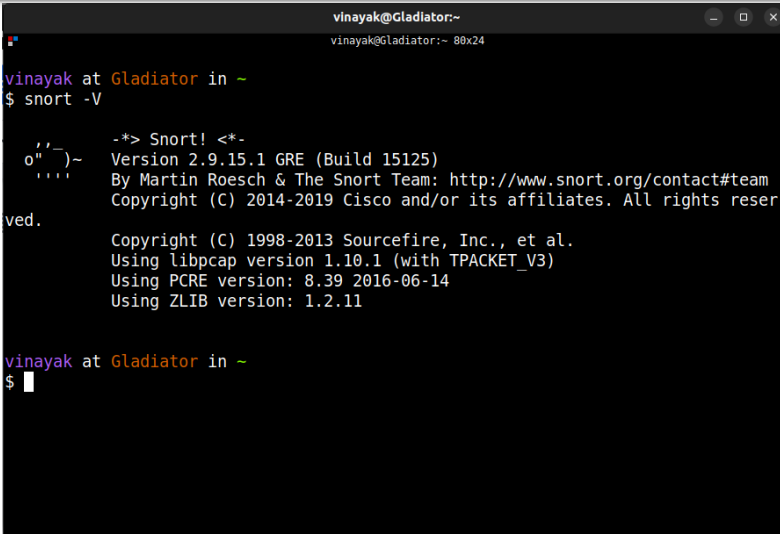 vinayak@Gladiator:~
vinayak@Gladiator:~ 80x24
vinayak at Gladiator in ~
$ snort -V
   ,,_     -*> Snort! <*-
  o"  )~   Version 2.9.15.1 GRE (Build 15125)
   ''''    By Martin Roesch & The Snort Team: http://www.snort.org/contact#team
           Copyright (C) 2014-2019 Cisco and/or its affiliates. All rights reser
ved.
           Copyright (C) 1998-2013 Sourcefire, Inc., et al.
           Using libpcap version 1.10.1 (with TPACKET_V3)
           Using PCRE version: 8.39 2016-06-14
           Using ZLIB version: 1.2.11
vinayak at Gladiator in ~
$